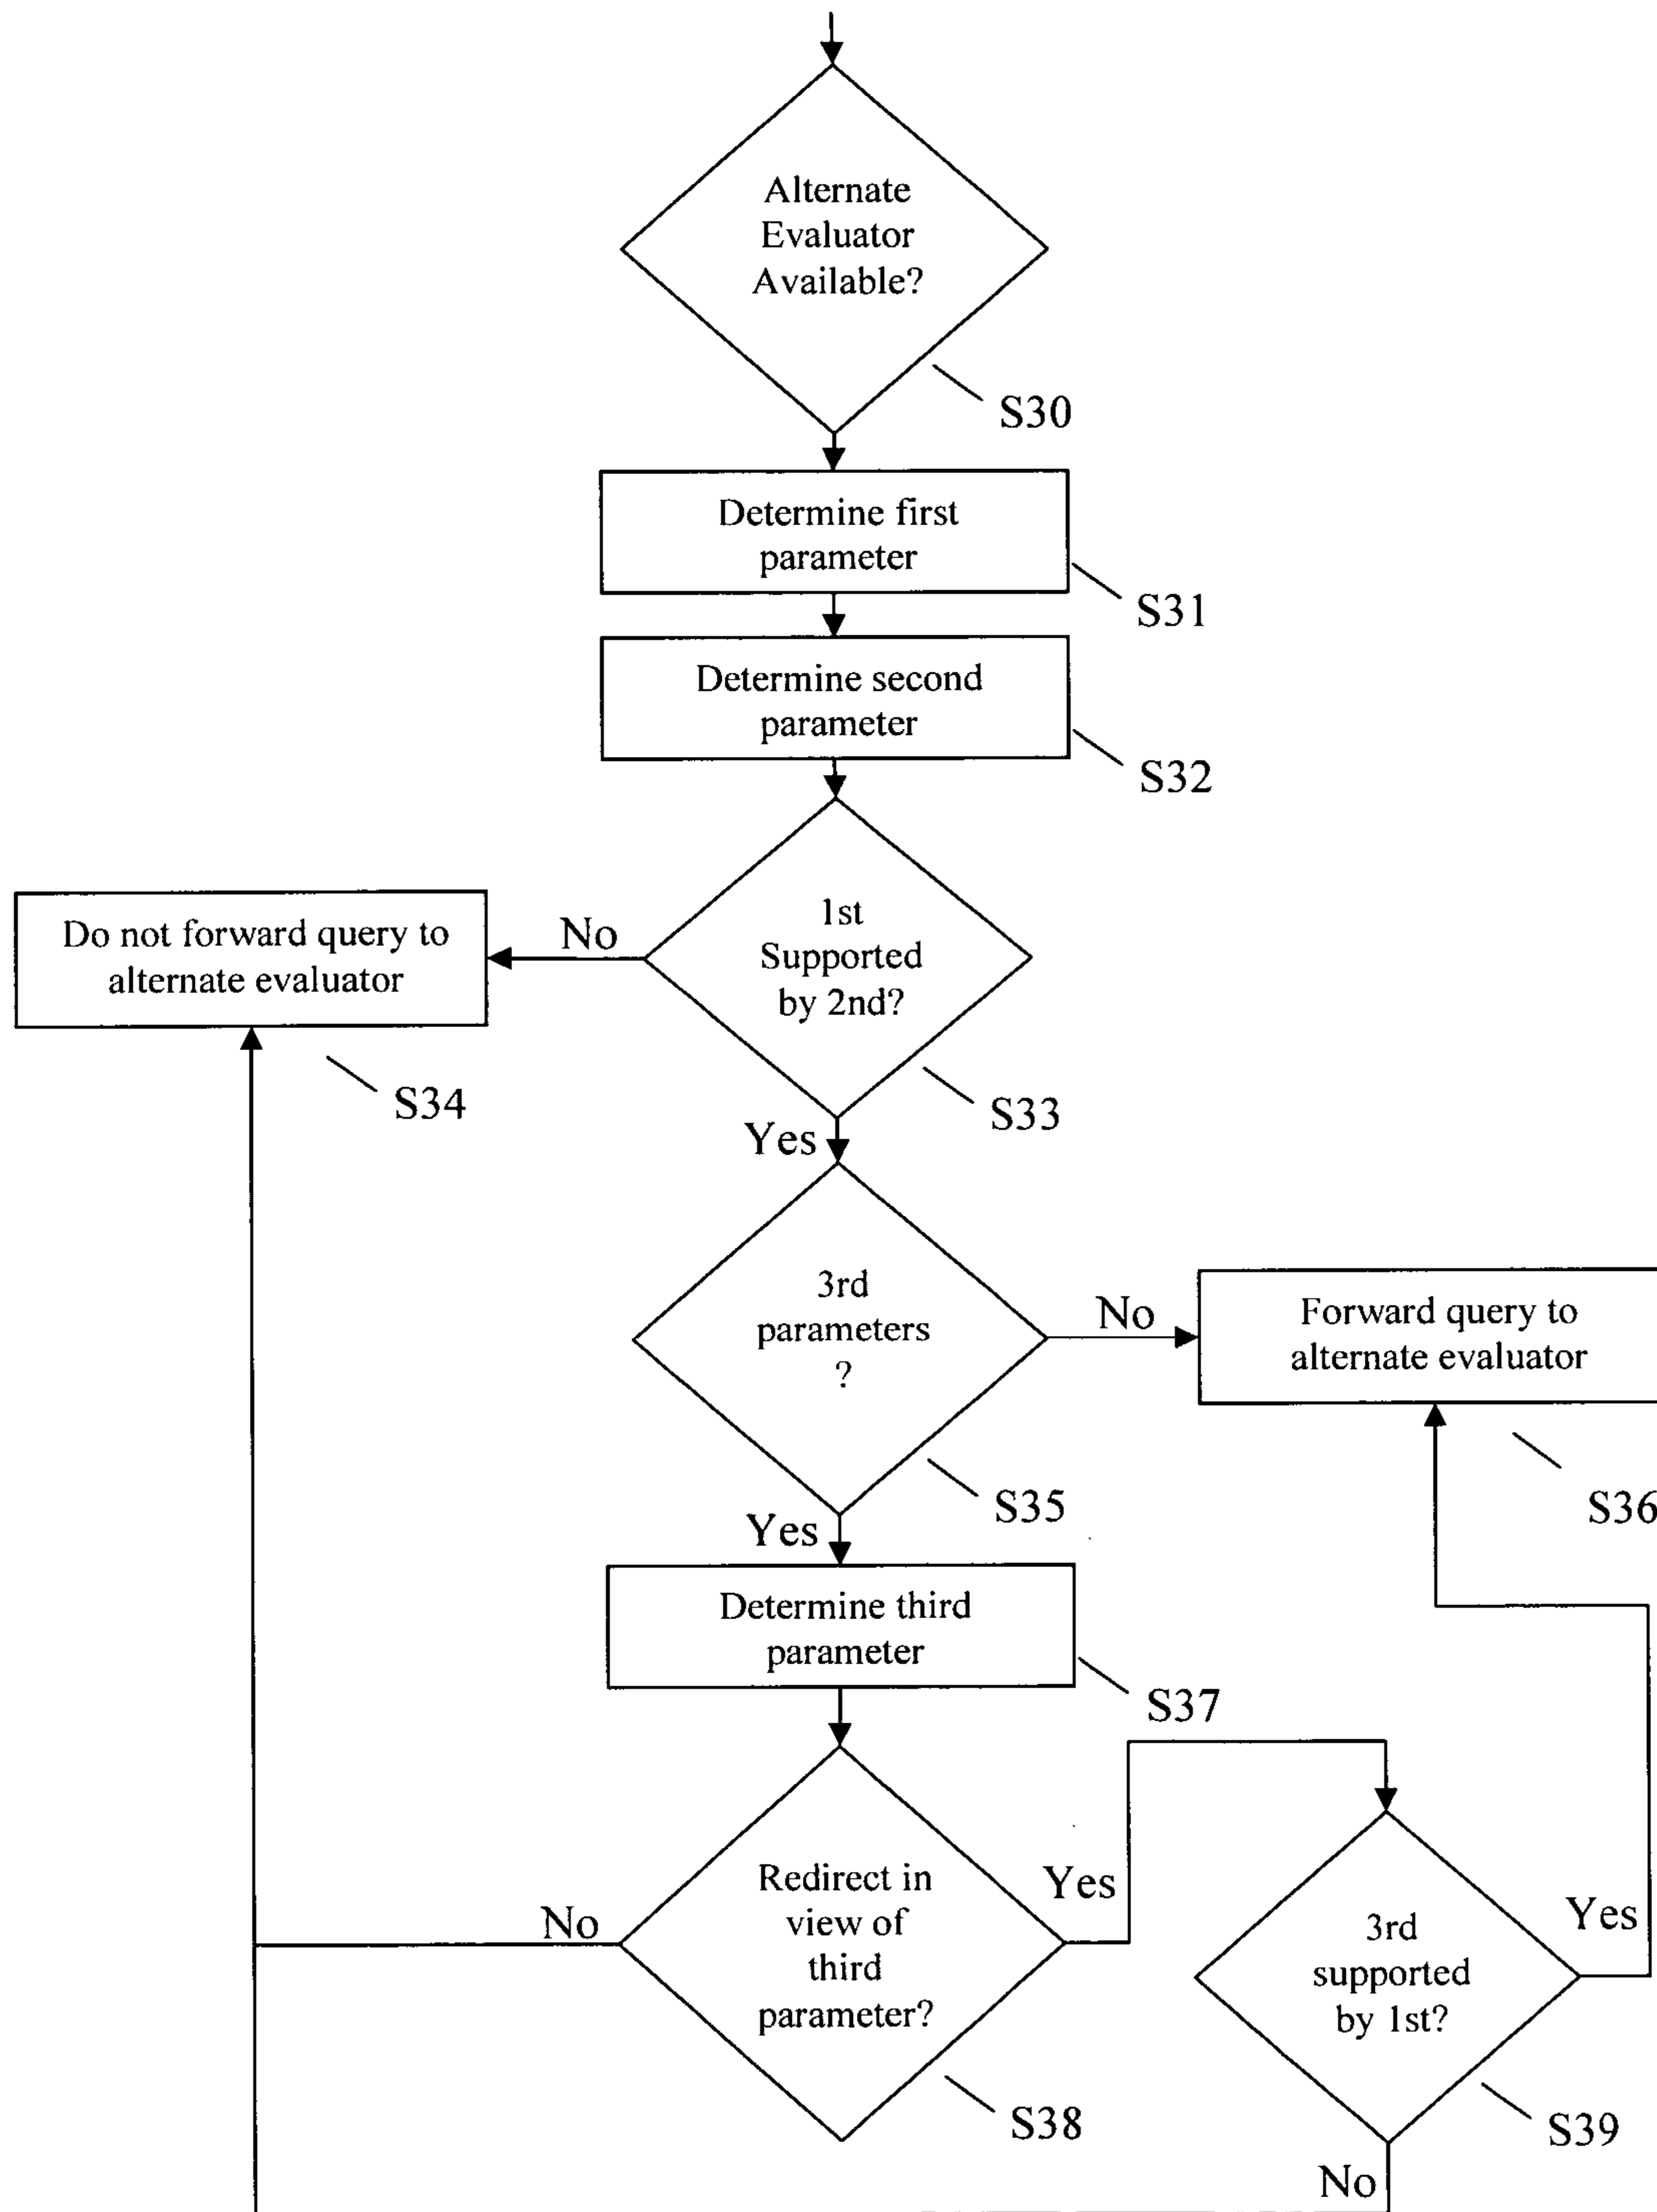 Alternate
Evaluator
Available?
S30
Determine first
parameter
S31
Determine second
parameter
S32
1st
Supported
by 2nd?
S33
No
Do not forward query to
alternate evaluator
S34
Yes
3rd
parameters
?
S35
No
Forward query to
alternate evaluator
S36
Yes
Determine third
parameter
S37
Redirect in
view of
third
parameter?
S38
No
Yes
3rd
supported
by 1st?
S39
Yes
No